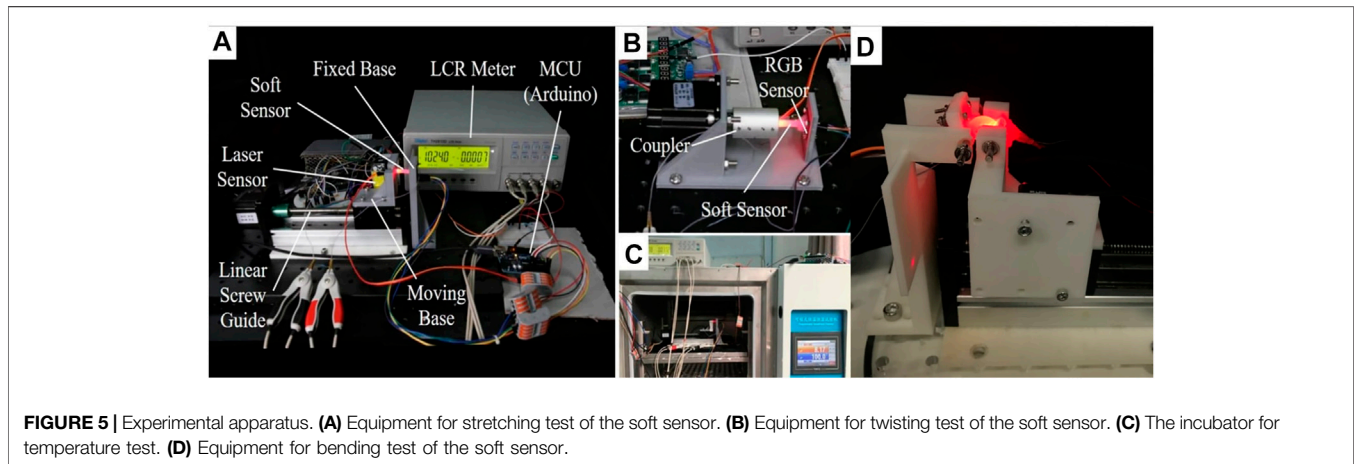 A
Fixed Base
LCR Meter
MCU
(Arduino)
Soft
Sensor
Laser
Sensor
Linear
Screw
Guide
Moving
Base
B
RGB
Sensor
Coupler
Soft Sensor
C
D
FIGURE 5 | Experimental apparatus. (A) Equipment for stretching test of the soft sensor. (B) Equipment for twisting test of the soft sensor. (C) The incubator for
temperature test. (D) Equipment for bending test of the soft sensor.